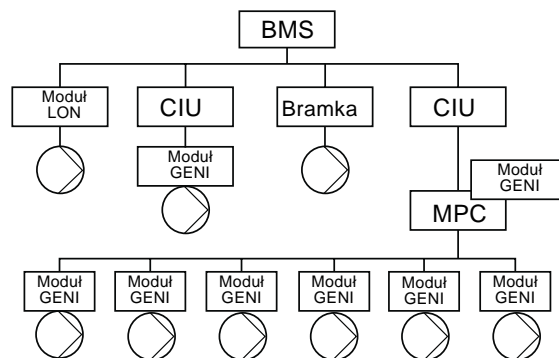 BMS
Moduł
LON
CIU
Bramka
CIU
Moduł
GENI
Moduł
GENI
MPC
Moduł
GENI
Moduł
GENI
Moduł
GENI
Moduł
GENI
Moduł
GENI
Moduł
GENI